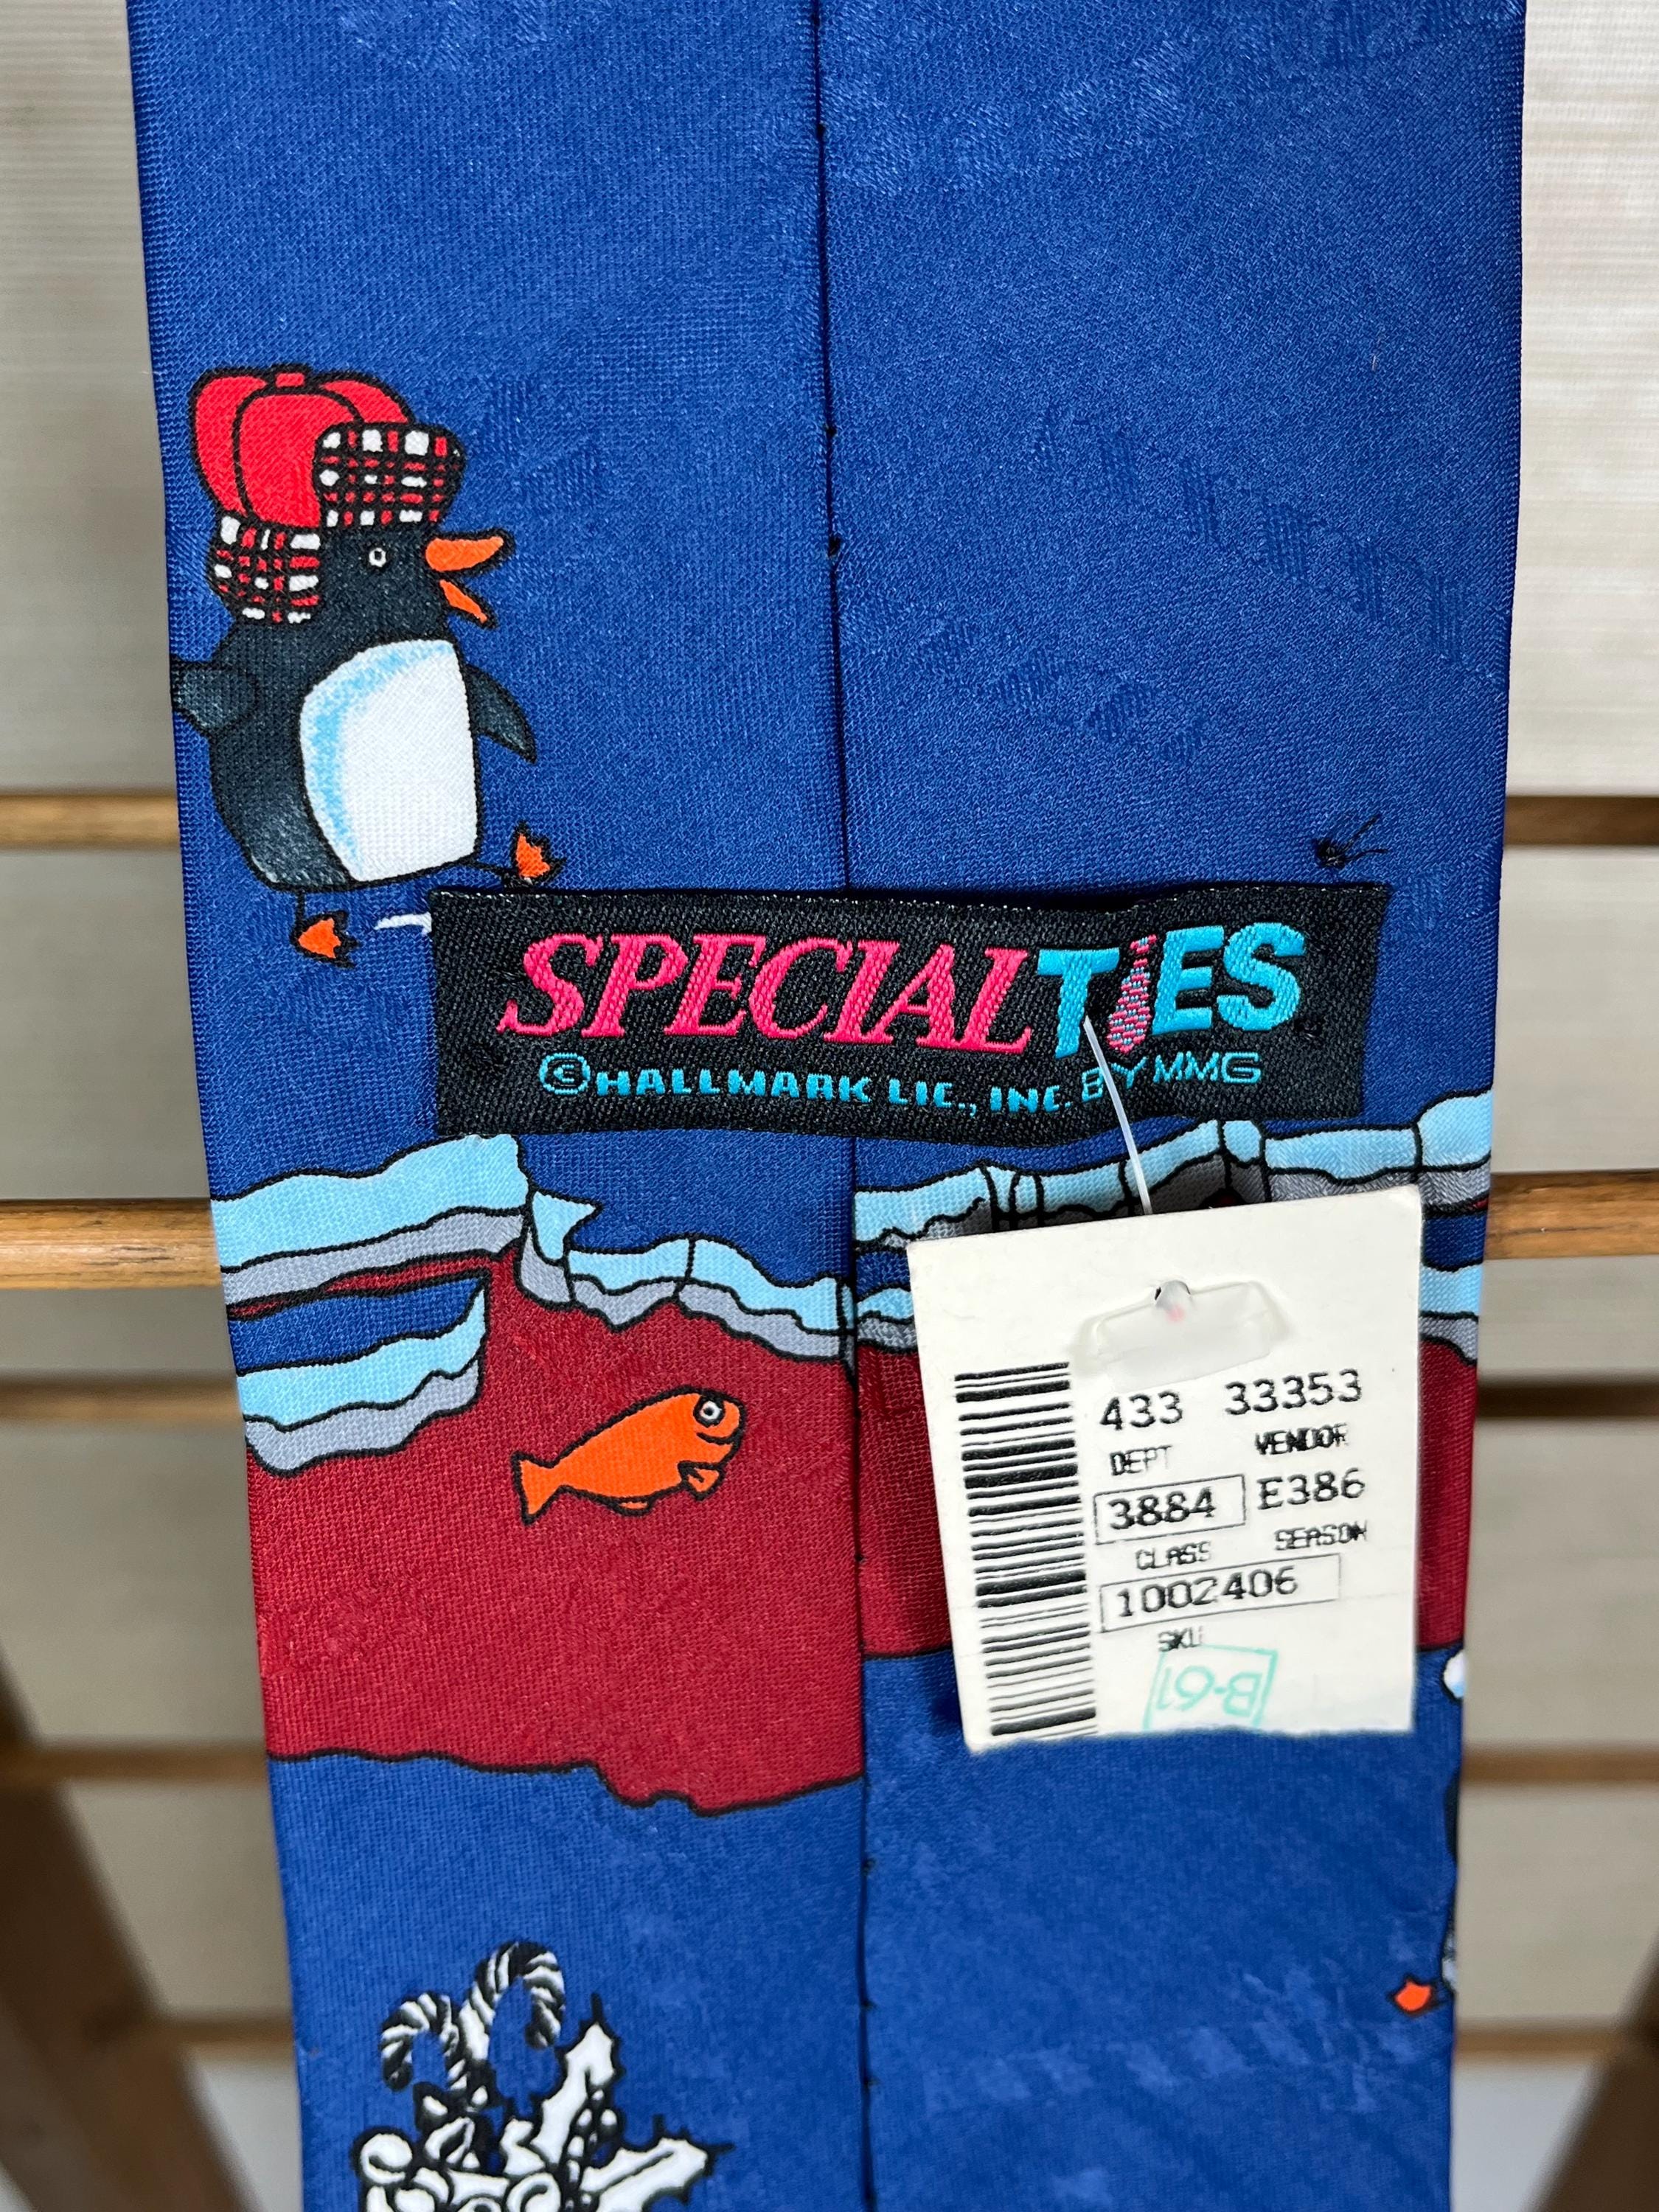 SPECIALTIES
©HALLMARK LIC., INC. BY MMG
433 33353
DEPT VENDOR
3884 E386
CLASS SEASON
1002406
SKU
B-61